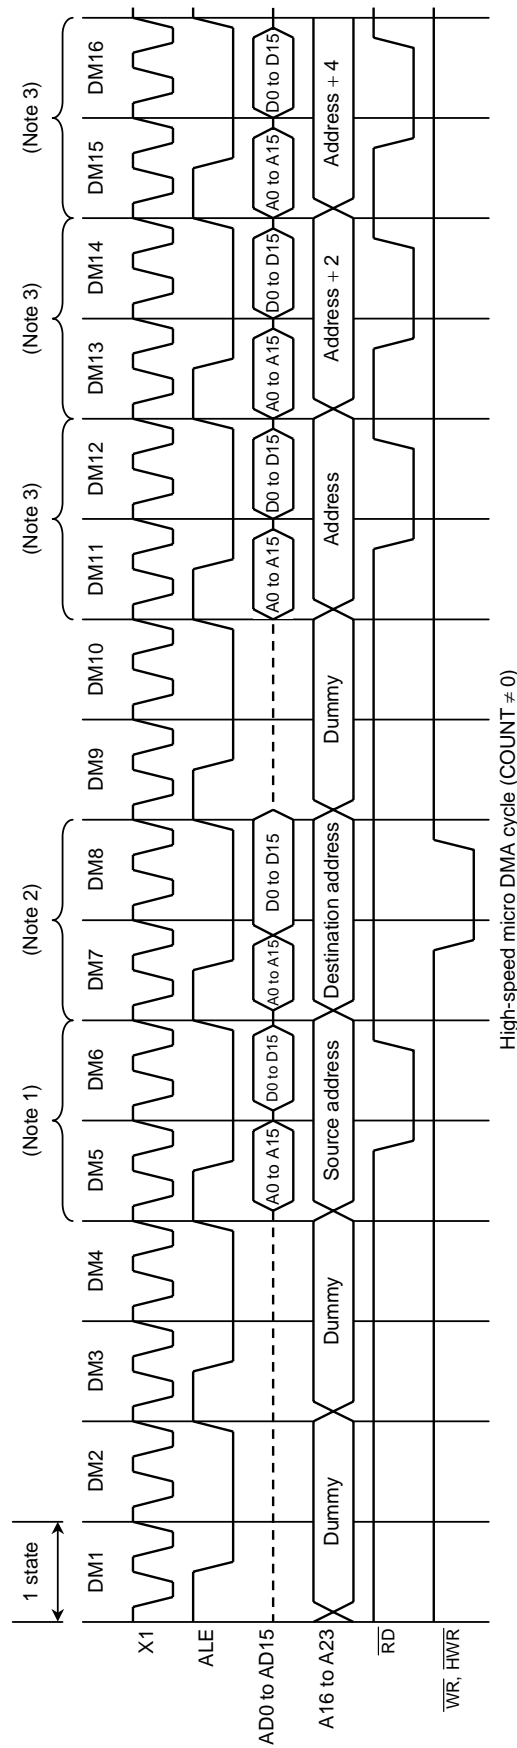 1 state
(Note 1)
(Note 2)
(Note 3)
(Note 3)
(Note 3)
DM1
DM2
DM3
DM4
DM5
DM6
DM7
DM8
DM9
DM10
DM11
DM12
DM13
DM14
DM15
DM16
X1
ALE
AD0 to AD15
A0 to A15
D0 to D15
A0 to A15
D0 to D15
A0 to A15
D0 to D15
A0 to A15
D0 to D15
A0 to A15
D0 to D15
A16 to A23
Dummy
Dummy
Source address
Destination address
Dummy
Address
Address + 2
Address + 4
RD
WR, HWR
High-speed micro DMA cycle (COUNT ≠ 0)